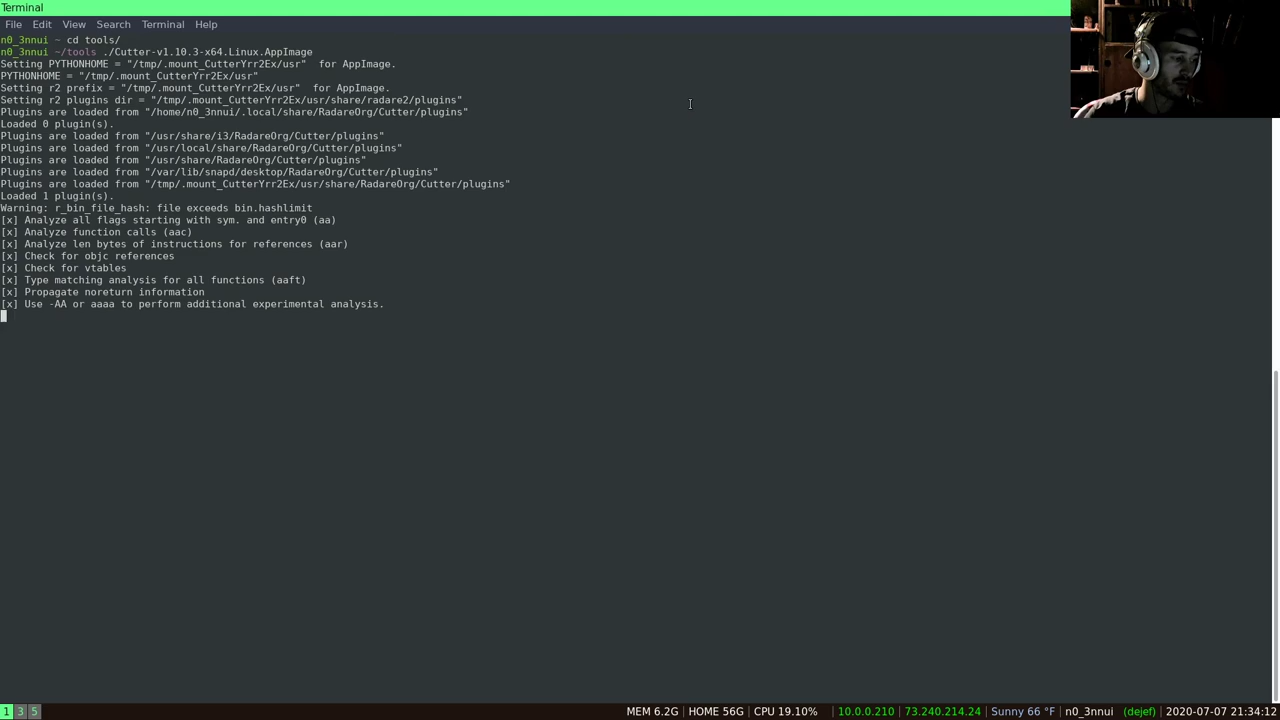 Terminal
File Edit View Search Terminal Help
n0_3nnui ~ cd tools/
n0_3nnui ~/tools ./Cutter-v1.10.3-x64.Linux.AppImage
Setting PYTHONHOME = "/tmp/.mount_CutterYrr2Ex/usr"  for AppImage.
PYTHONHOME = "/tmp/.mount_CutterYrr2Ex/usr"
Setting r2 prefix = "/tmp/.mount_CutterYrr2Ex/usr"  for AppImage.
Setting r2 plugins dir = "/tmp/.mount_CutterYrr2Ex/usr/share/radare2/plugins"
Plugins are loaded from "/home/n0_3nnui/.local/share/RadareOrg/Cutter/plugins"
Loaded 0 plugin(s).
Plugins are loaded from "/usr/share/i3/RadareOrg/Cutter/plugins"
Plugins are loaded from "/usr/local/share/RadareOrg/Cutter/plugins"
Plugins are loaded from "/usr/share/RadareOrg/Cutter/plugins"
Plugins are loaded from "/var/lib/snapd/desktop/RadareOrg/Cutter/plugins"
Plugins are loaded from "/tmp/.mount_CutterYrr2Ex/usr/share/RadareOrg/Cutter/plugins"
Loaded 1 plugin(s).
Warning: r_bin_file_hash: file exceeds bin.hashlimit
[x] Analyze all flags starting with sym. and entry0 (aa)
[x] Analyze function calls (aac)
[x] Analyze len bytes of instructions for references (aar)
[x] Check for objc references
[x] Check for vtables
[x] Type matching analysis for all functions (aaft)
[x] Propagate noreturn information
[x] Use -AA or aaaa to perform additional experimental analysis.
1 3 5 MEM 6.2G | HOME 56G | CPU 19.10% | 10.0.0.210 | 73.240.214.24 | Sunny 66 °F | n0_3nnui | (dejef) | 2020-07-07 21:34:12